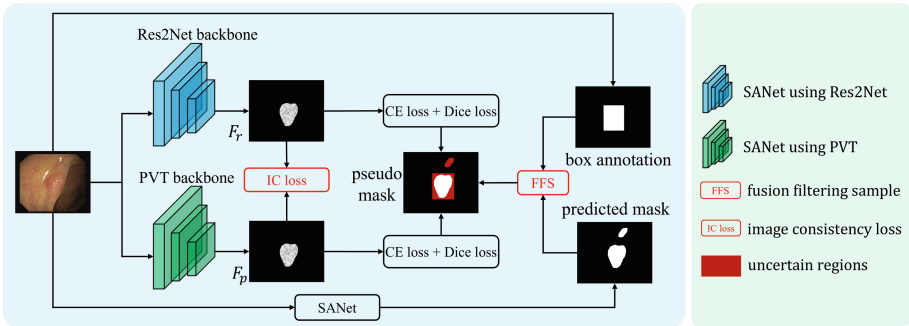 Res2Net backbone
F_r
CE loss + Dice loss
box annotation
IC loss
pseudo
mask
FFS
PVT backbone
predicted mask
F_p
CE loss + Dice loss
SANet
SANet using Res2Net
SANet using PVT
FFS fusion filtering sample
IC loss image consistency loss
uncertain regions